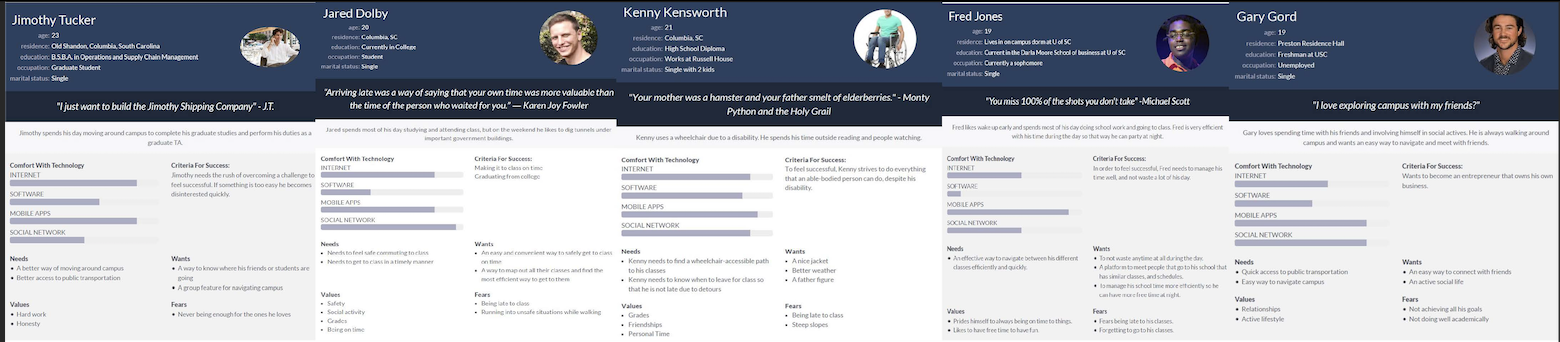 Jimothy Tucker
age: 23
residence: Old Shandon, Columbia, South Carolina
education: B.S.B.A. in Operations and Supply Chain Management
occupation: Graduate Student
marital status: Single
"I just want to build the Jimothy Shipping Company" - J.T.
Jimothy spends his day moving around campus to complete his graduate studies and perform his duties as a
graduate TA.
Comfort With Technology
INTERNET
SOFTWARE
MOBILE APPS
SOCIAL NETWORK
Criteria For Success:
Jimothy needs the rush of overcoming a challenge to
feel successful. If something is too easy he becomes
disinterested quickly.
Needs
• A better way of moving around campus
• Better access to public transportation
Wants
• A way to know where his friends or students are
going
• A group feature for navigating campus
Values
• Hard work
• Honesty
Fears
• Never being enough for the ones he loves
Jared Dolby
age: 20
residence: Columbia, SC
education: Currently in College
occupation: Student
marital status: Single
"Arriving late was a way of saying that your own time was more valuable than
the time of the person who waited for you." — Karen Joy Fowler
Jared spends most of his day studying and attending class, but on the weekend he likes to dig tunnels under
important government buildings.
Comfort With Technology
INTERNET
SOFTWARE
MOBILE APPS
SOCIAL NETWORK
Criteria For Success:
Making it to class on time
Graduating from college
Needs
• Needs to feel safe commuting to class
• Needs to get to class in a timely manner
Wants
• An easy and convenient way to safely get to class
on time
• A way to map out all their classes and find the
most efficient way to get to them
Values
• Safety
• Social activity
• Grades
• Being on time
Fears
• Being late to class
• Running into unsafe situations while walking
Kenny Kensworth
age: 21
residence: Columbia, SC
education: High School Diploma
occupation: Works at Russell House
marital status: Single with 2 kids
"Your mother was a hamster and your father smelt of elderberries." - Monty
Python and the Holy Grail
Kenny uses a wheelchair due to a disability. He spends his time outside reading and people watching.
Comfort With Technology
INTERNET
SOFTWARE
MOBILE APPS
SOCIAL NETWORK
Criteria For Success:
To feel successful, Kenny strives to do everything
that an able-bodied person can do, despite his
disability.
Needs
• Kenny needs to find a wheelchair-accessible path
to his classes
• Kenny needs to know when to leave for class so
that he is not late due to detours
Wants
• A nice jacket
• Better weather
• A father figure
Values
• Grades
• Friendships
• Personal Time
Fears
• Being late to class
• Steep slopes
Fred Jones
age: 19
residence: Lives in on campus dorm at U of SC
education: Current in the Darla Moore School of business at U of SC
occupation: Currently a sophomore
marital status: Single
"You miss 100% of the shots you don't take" -Michael Scott
Fred likes wake up early and spends most of his day doing school work and going to class. Fred is very efficient
with his time during the day so that way he can party at night.
Comfort With Technology
INTERNET
SOFTWARE
MOBILE APPS
SOCIAL NETWORK
Criteria For Success:
In order to feel successful, Fred needs to manage his
time well, and not waste a lot of his day.
Needs
• An effective way to navigate between his different
classes efficiently and quickly.
Wants
• To not waste anytime at all during the day.
• A platform to meet people that go to his school that
has similar classes, and schedules.
• To manage his school time more efficiently so he
can have more free time at night.
Values
• Prides himself to always being on time to things.
• Likes to have free time to have fun.
Fears
• Fears being late to his classes.
• Forgetting to go to his classes.
Gary Gord
age: 19
residence: Preston Residence Hall
education: Freshman at USC
occupation: Unemployed
marital status: Single
"I love exploring campus with my friends?"
Gary loves spending time with his friends and involving himself in social actives. He is always walking around
campus and wants an easy way to navigate and meet with friends.
Comfort With Technology
INTERNET
SOFTWARE
MOBILE APPS
SOCIAL NETWORK
Criteria For Success:
Wants to become an entrepreneur that owns his own
business.
Needs
• Quick access to public transportation
• Easy way to navigate campus
Wants
• An easy way to connect with friends
• An active social life
Values
• Relationships
• Active lifestyle
Fears
• Not achieving all his goals
• Not doing well academically